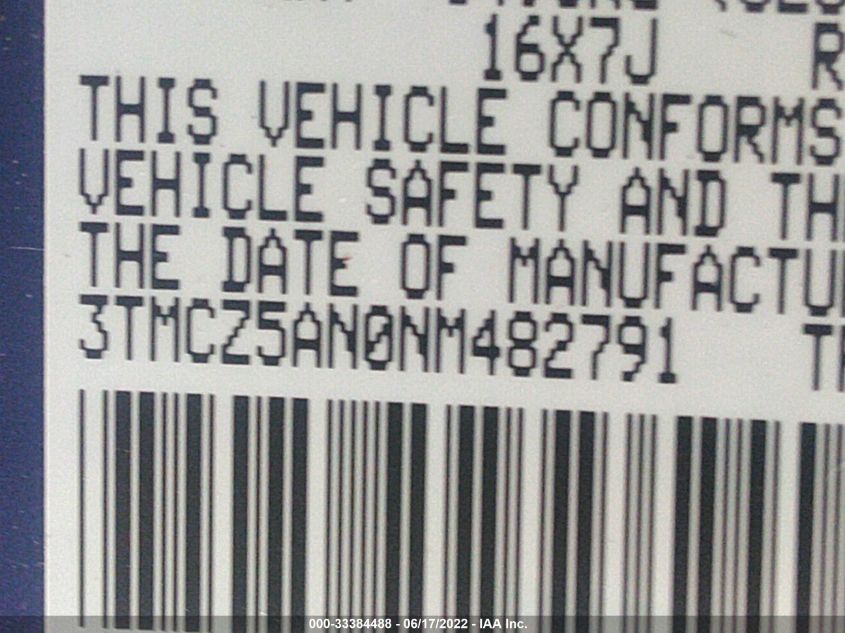 16X7J R
THIS VEHICLE CONFORMS
VEHICLE SAFETY AND TH
THE DATE OF MANUFACTU
3TMCZ5AN0NM482791 TR
000-33384488 - 06/17/2022 - IAA Inc.